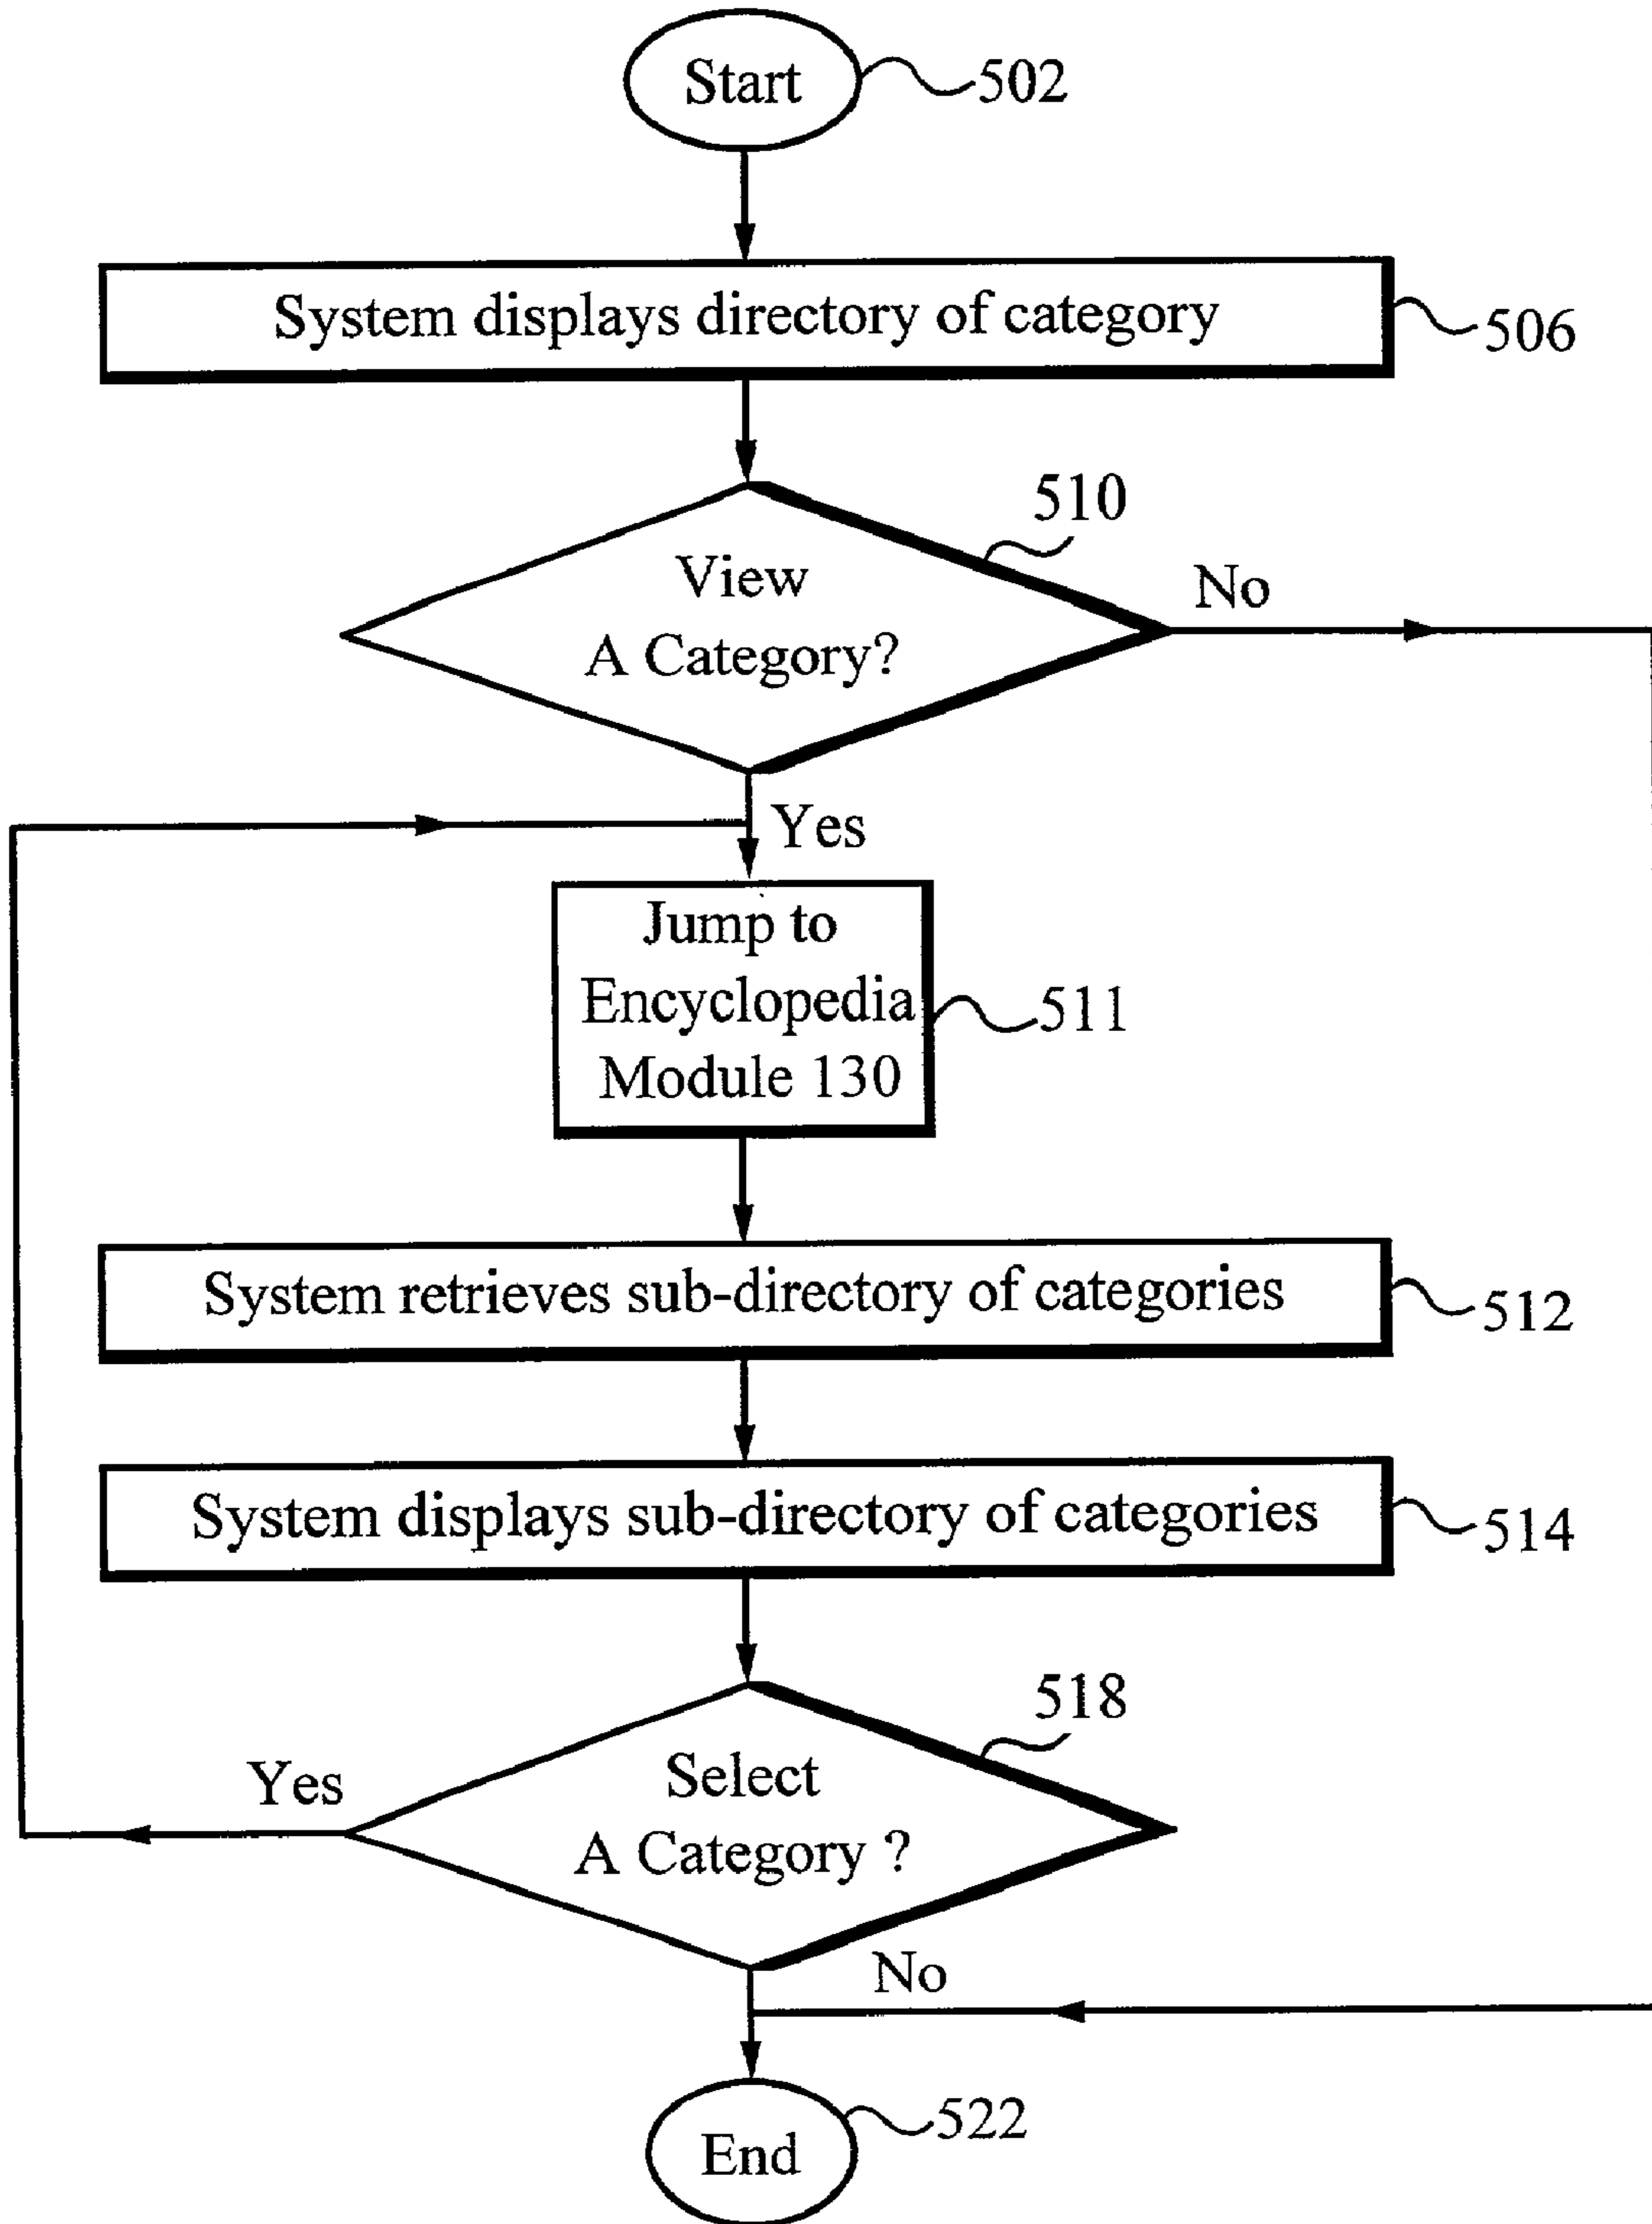 Start
502
System displays directory of category
506
510
View
A Category?
No
Yes
Jump to
Encyclopedia
Module 130
511
System retrieves sub-directory of categories
512
System displays sub-directory of categories
514
518
Select
A Category ?
Yes
No
End
522